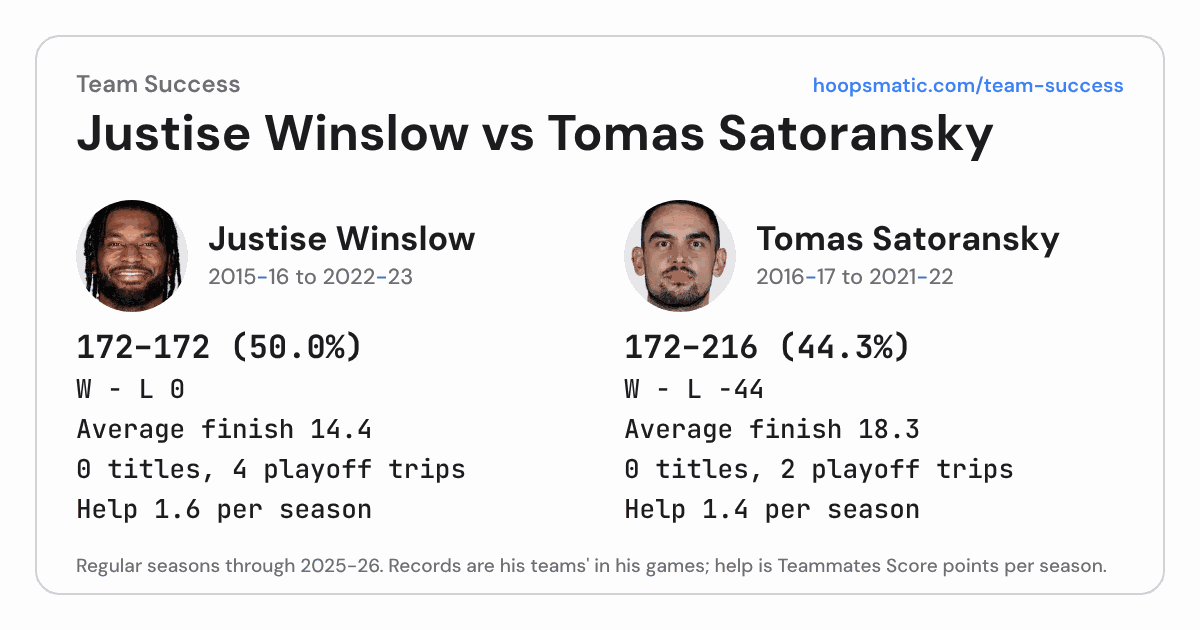 Team Success
hoopsmatic.com/team-success
Justise Winslow vs Tomas Satoransky
Justise Winslow
2015-16 to 2022-23
172-172 (50.0%)
W - L 0
Average finish 14.4
0 titles, 4 playoff trips
Help 1.6 per season
Tomas Satoransky
2016-17 to 2021-22
172-216 (44.3%)
W - L -44
Average finish 18.3
0 titles, 2 playoff trips
Help 1.4 per season
Regular seasons through 2025-26. Records are his teams' in his games; help is Teammates Score points per season.